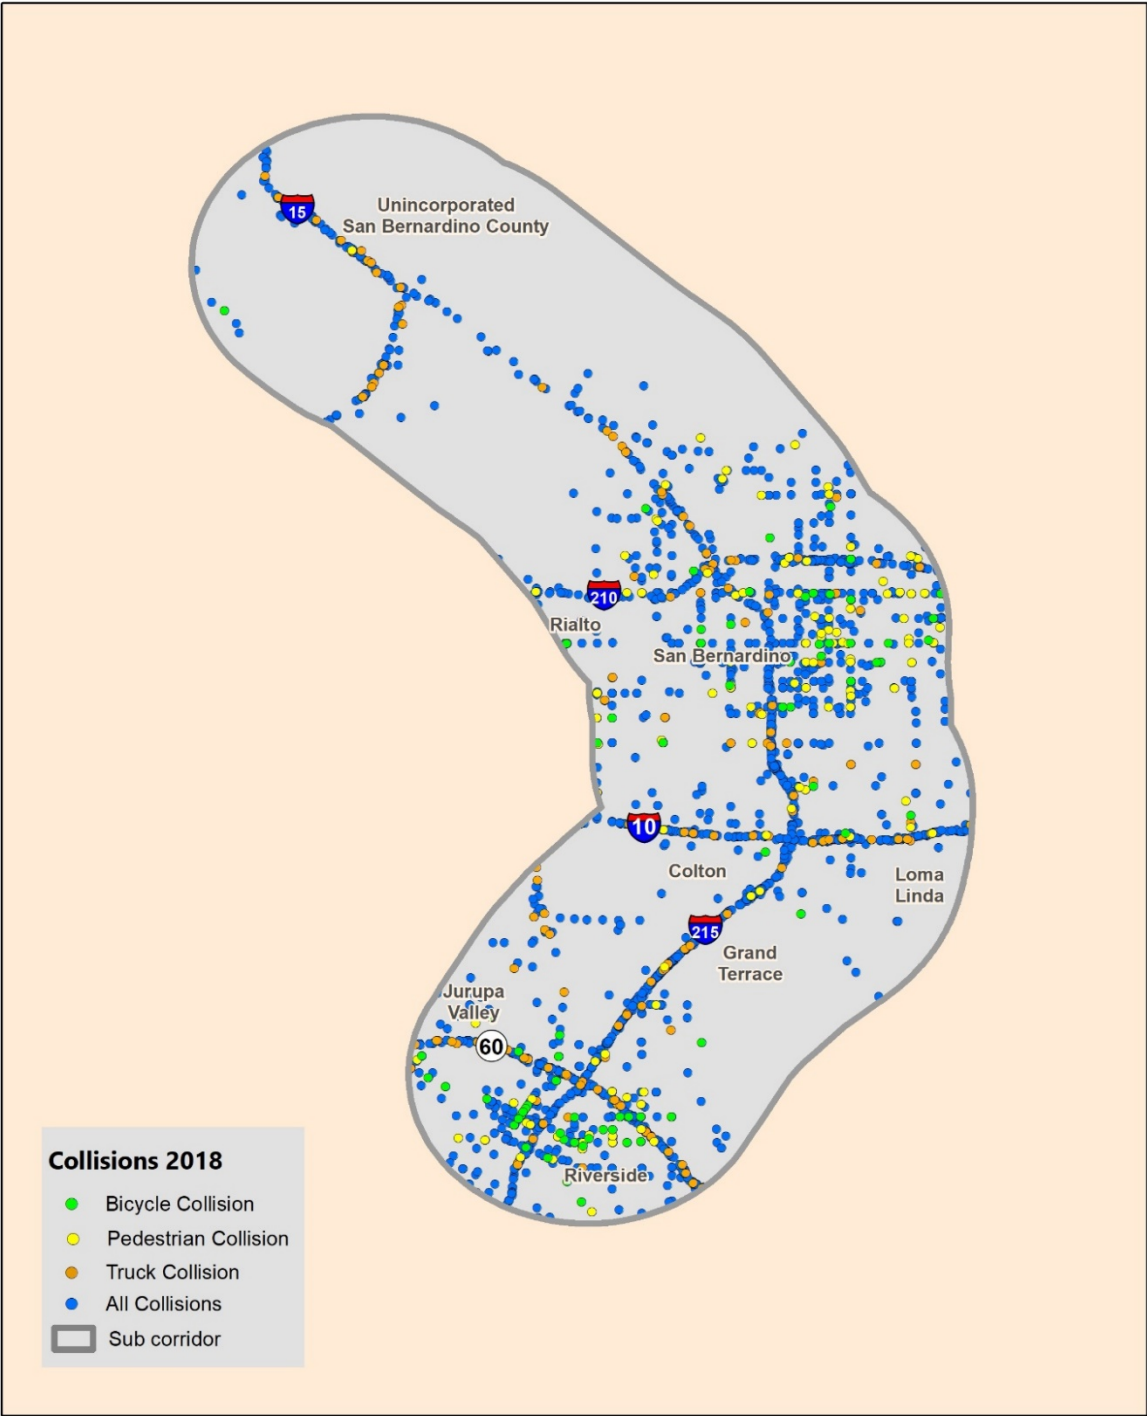 15
Unincorporated
San Bernardino County
210
Rialto
San Bernardino
10
Colton
Loma
Linda
215
Grand
Terrace
Jurupa
Valley
60
Riverside
Collisions 2018
Bicycle Collision
Pedestrian Collision
Truck Collision
All Collisions
Sub corridor